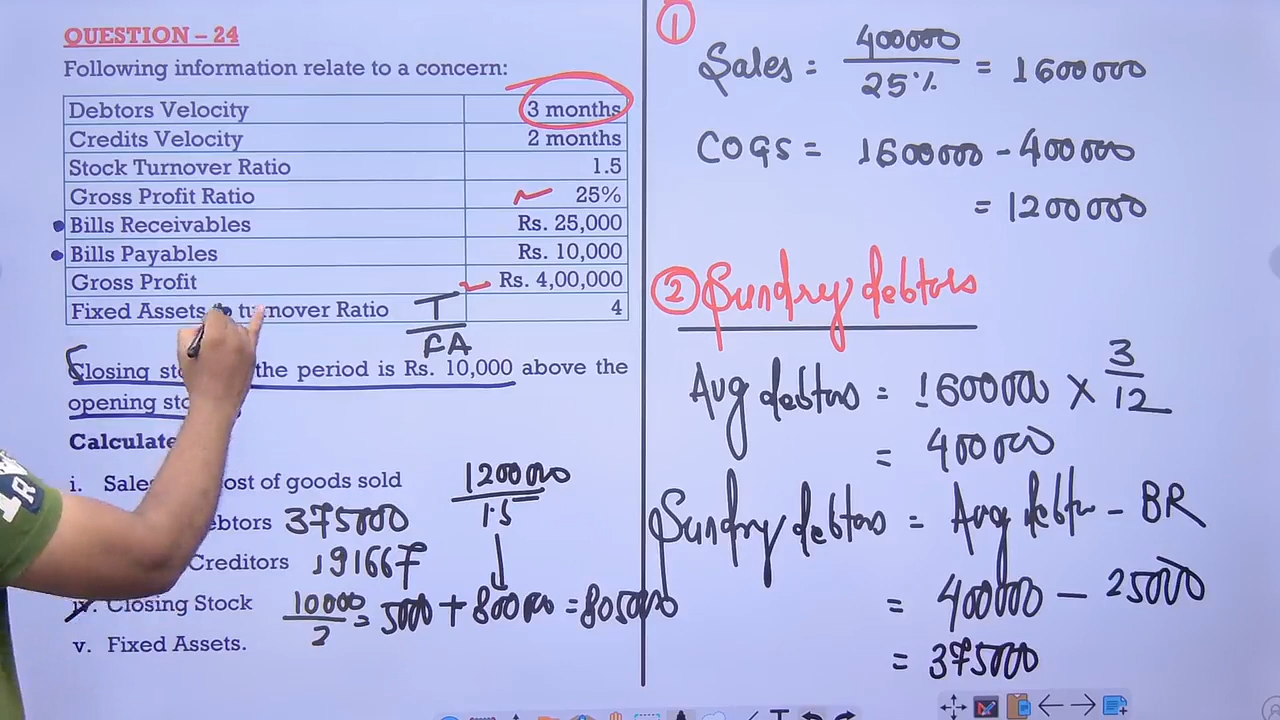 QUESTION – 24
Following information relate to a concern:
Debtors Velocity 3 months
Credits Velocity 2 months
Stock Turnover Ratio 1.5
Gross Profit Ratio 25%
Bills Receivables Rs. 25,000
Bills Payables Rs. 10,000
Gross Profit Rs. 4,00,000
Fixed Assets turnover Ratio 4
T
FA
Closing the period is Rs. 10,000 above the
opening
Calculate
i. of goods sold
1200000
1.5
375000
Creditors 191667
iv. Closing Stock 10000/2 = 5000 + 800000 = 805000
v. Fixed Assets.
1
Sales = 400000/25% = 1600000
COGS = 1600000 - 400000
= 1200000
2 Sundry debtors
Avg debtors = 1600000 × 3/12
= 400000
Sundry debtors = Avg debtor - BR
= 400000 - 25000
= 375000